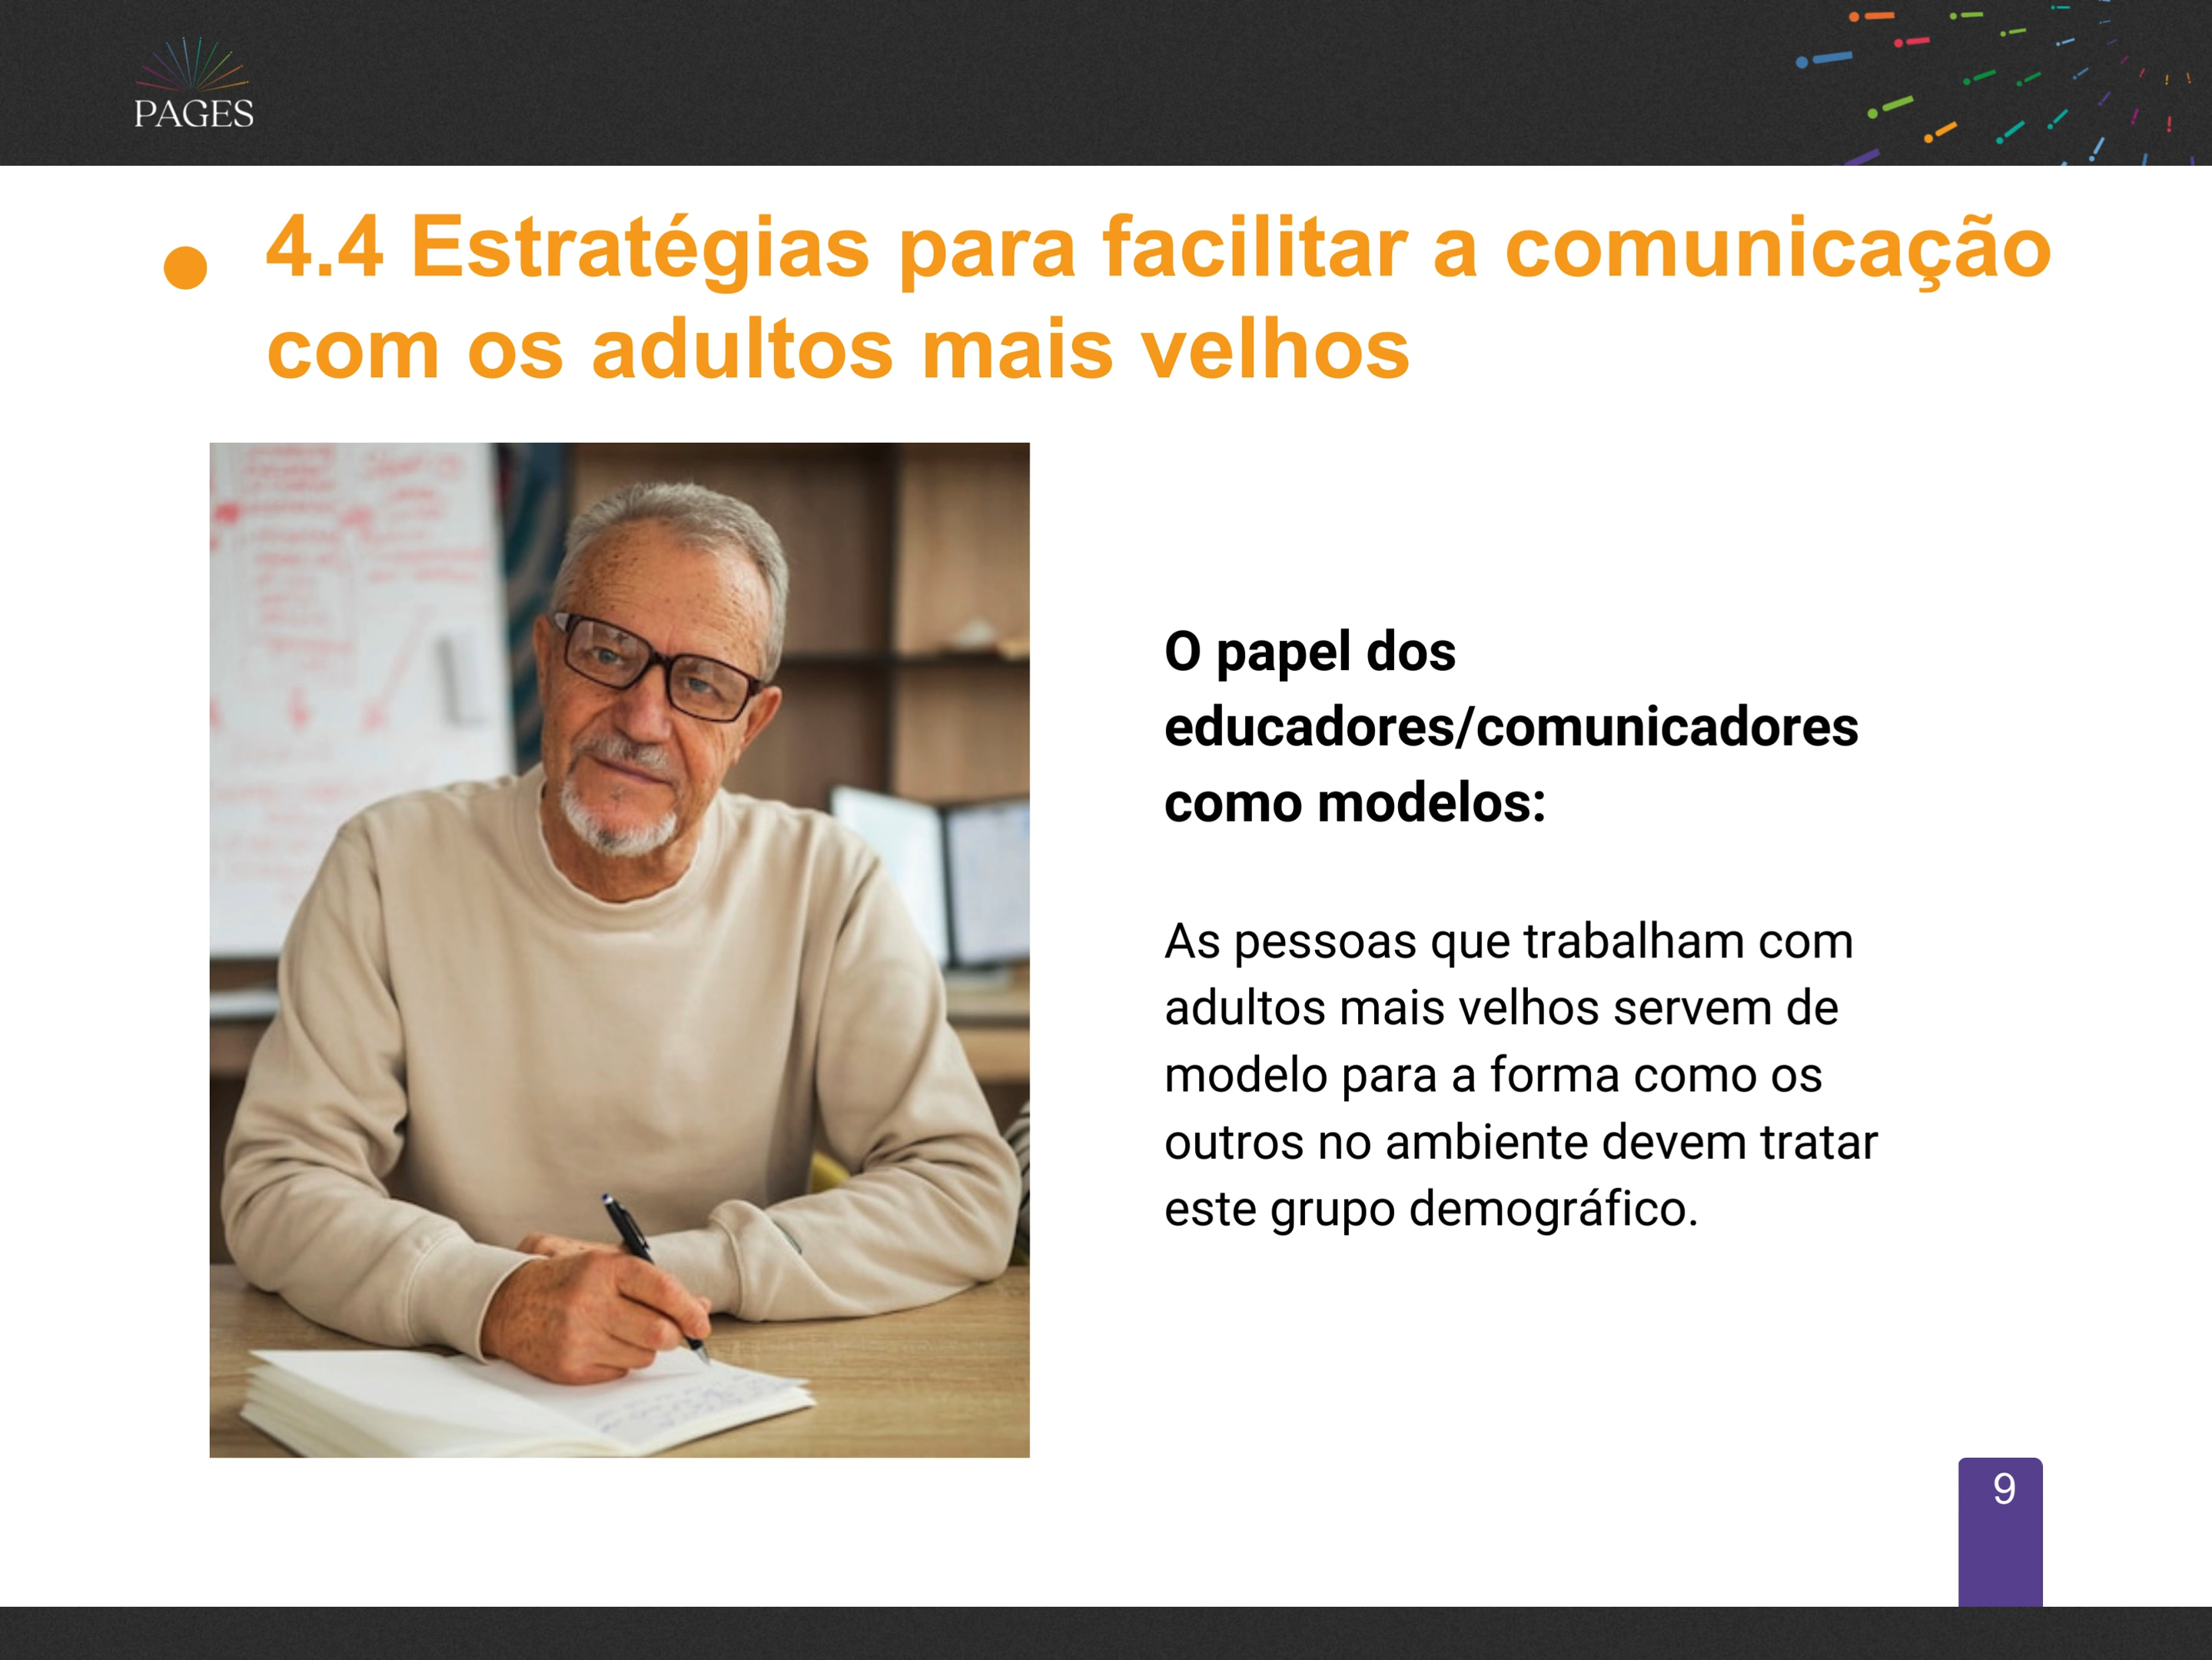 PAGES
4.4 Estratégias para facilitar a comunicação
com os adultos mais velhos
O papel dos
educadores/comunicadores
como modelos:
As pessoas que trabalham com
adultos mais velhos servem de
modelo para a forma como os
outros no ambiente devem tratar
este grupo demográfico.
9